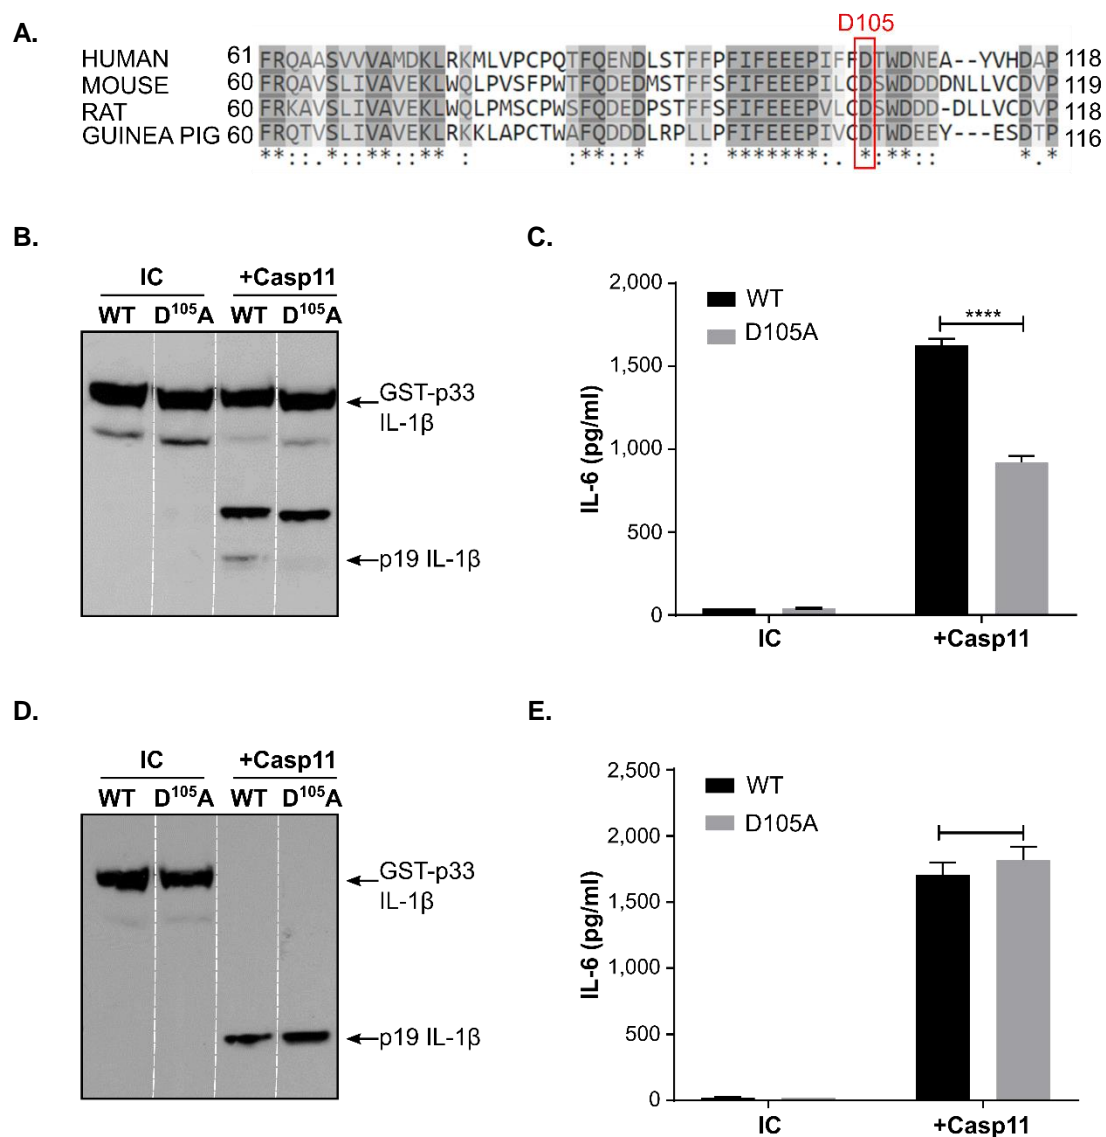 A.
D105
HUMAN 61 FRQAASVVVAMDKLRKMLVPCPQTFQENDLSTFFPFIFEEEPIFFDTWDNEA--YVHDAP 118
MOUSE 60 FRQAVSLIVAVEKLWQLPVSFPWTFQDEDMSTFFSFIFEEEPILCDSWDDDDNLLVCDVP 119
RAT 60 FRKAVSLIVAVEKLWQLPMSCPWSFQDEDPSTFFSFIFEEEPVLCDSWDDD-DLLVCDVP 118
GUINEA PIG 60 FRQTVSLIVAVEKLRKKLAPCTWAFQDDDLRPLLPFIFEEEPIVCDTWDEEY---ESDTP 116
**::.*::**::** :        :**::*   :: *******:. *:**::      *.*
B.
IC +Casp11
WT D105A WT D105A
GST-p33
IL-1β
p19 IL-1β
C.
2,000
1,500
1,000
500
0
IL-6 (pg/ml)
WT
D105A
****
IC +Casp11
D.
IC +Casp11
WT D105A WT D105A
GST-p33
IL-1β
p19 IL-1β
E.
2,500
2,000
1,500
1,000
500
0
IL-6 (pg/ml)
WT
D105A
IC +Casp11